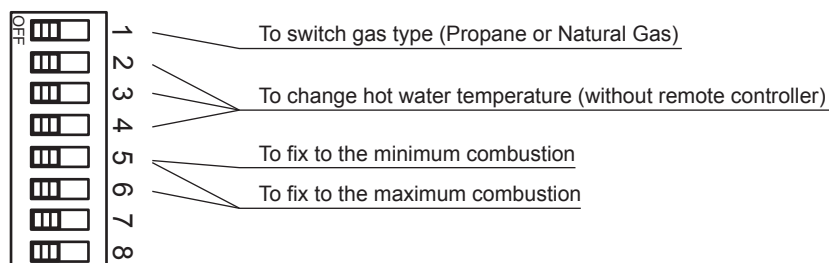 OFF
1 To switch gas type (Propane or Natural Gas)
2
3 To change hot water temperature (without remote controller)
4
5 To fix to the minimum combustion
6 To fix to the maximum combustion
7
8